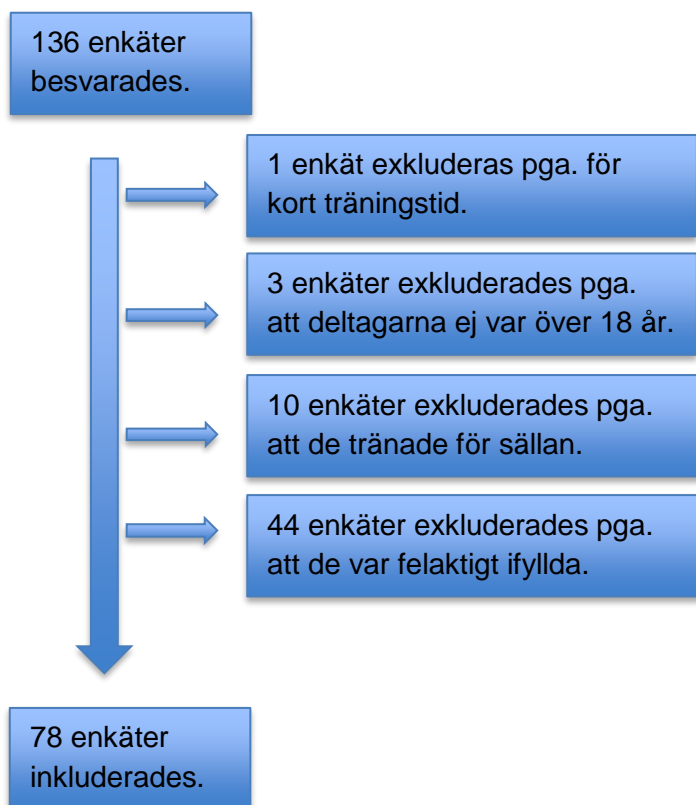 136 enkäter
besvarades.
1 enkät exkluderas pga. för
kort träningstid.
3 enkäter exkluderades pga.
att deltagarna ej var över 18 år.
10 enkäter exkluderades pga.
att de tränade för sällan.
44 enkäter exkluderades pga.
att de var felaktigt ifyllda.
78 enkäter
inkluderades.